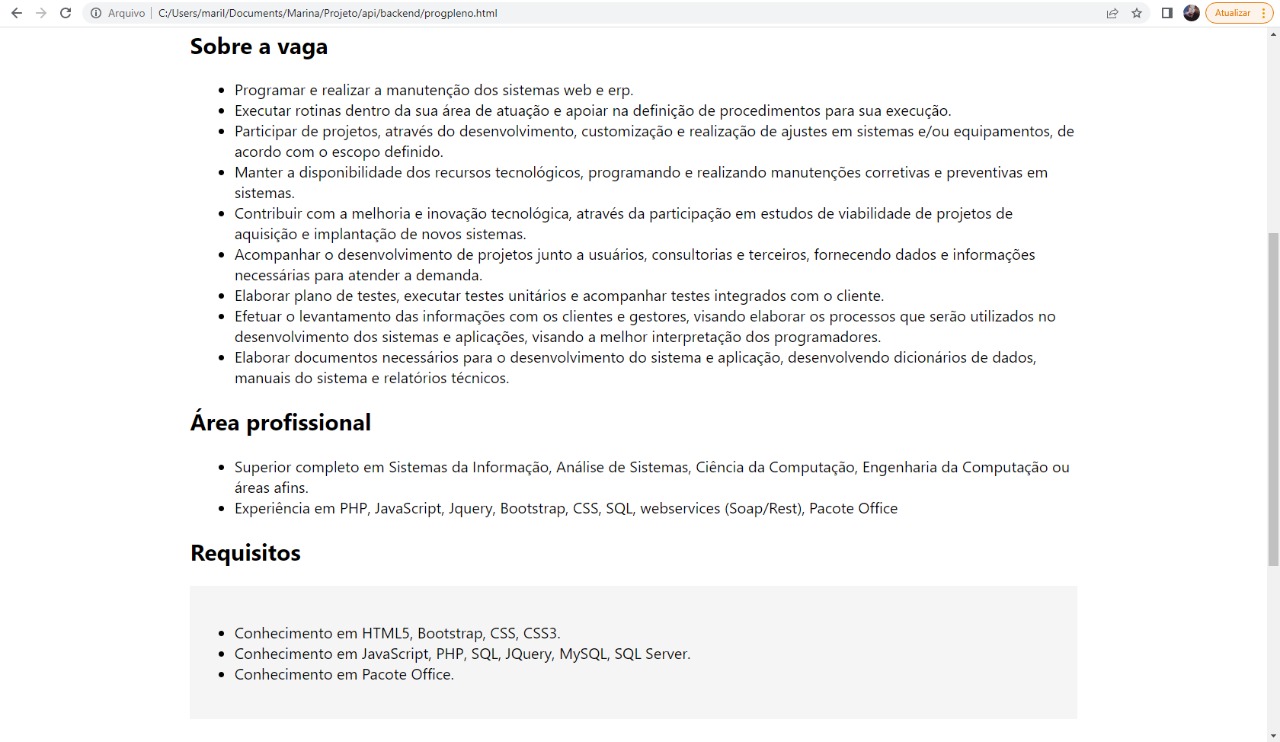 Arquivo
C:/Users/maril/Documents/Marina/Projeto/api/backend/progpleno.html
Atualizar
Sobre a vaga
• Programar e realizar a manutenção dos sistemas web e erp.
• Executar rotinas dentro da sua área de atuação e apoiar na definição de procedimentos para sua execução.
• Participar de projetos, através do desenvolvimento, customização e realização de ajustes em sistemas e/ou equipamentos, de
acordo com o escopo definido.
• Manter a disponibilidade dos recursos tecnológicos, programando e realizando manutenções corretivas e preventivas em
sistemas.
• Contribuir com a melhoria e inovação tecnológica, através da participação em estudos de viabilidade de projetos de
aquisição e implantação de novos sistemas.
• Acompanhar o desenvolvimento de projetos junto a usuários, consultorias e terceiros, fornecendo dados e informações
necessárias para atender a demanda.
• Elaborar plano de testes, executar testes unitários e acompanhar testes integrados com o cliente.
• Efetuar o levantamento das informações com os clientes e gestores, visando elaborar os processos que serão utilizados no
desenvolvimento dos sistemas e aplicações, visando a melhor interpretação dos programadores.
• Elaborar documentos necessários para o desenvolvimento do sistema e aplicação, desenvolvendo dicionários de dados,
manuais do sistema e relatórios técnicos.
Área profissional
• Superior completo em Sistemas da Informação, Análise de Sistemas, Ciência da Computação, Engenharia da Computação ou
áreas afins.
• Experiência em PHP, JavaScript, Jquery, Bootstrap, CSS, SQL, webservices (Soap/Rest), Pacote Office
Requisitos
• Conhecimento em HTML5, Bootstrap, CSS, CSS3.
• Conhecimento em JavaScript, PHP, SQL, JQuery, MySQL, SQL Server.
• Conhecimento em Pacote Office.